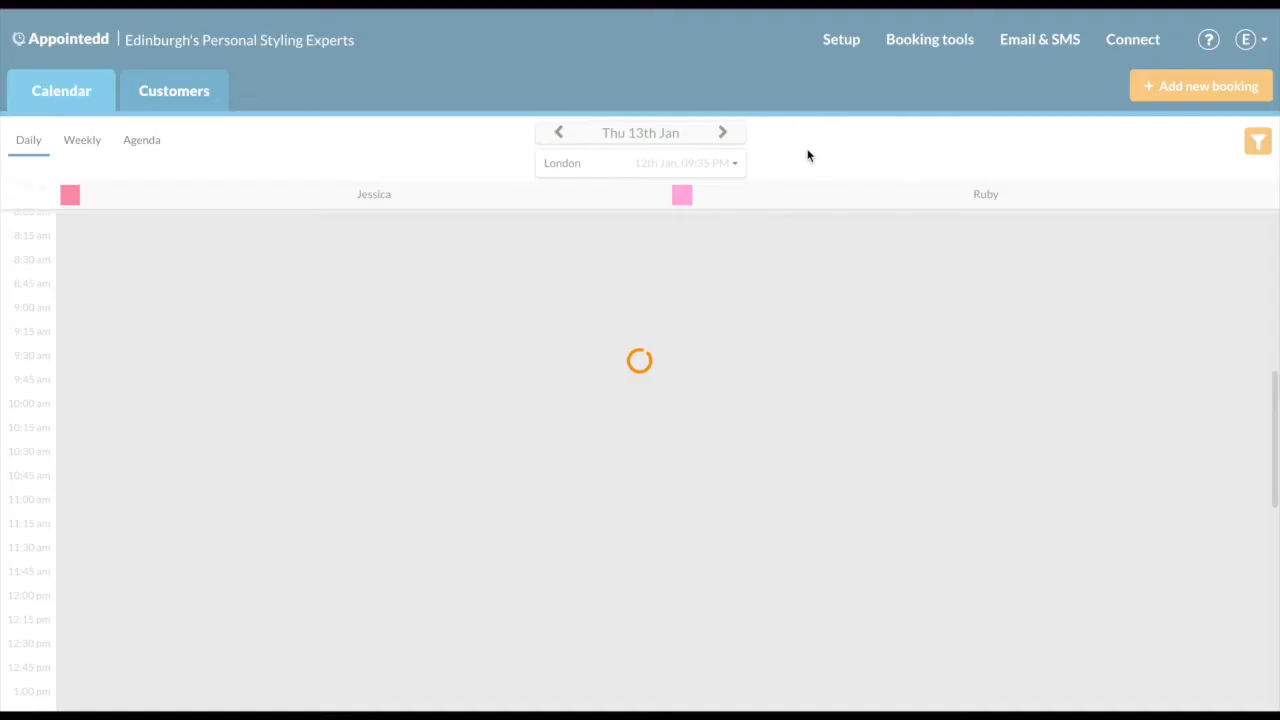 Appointedd | Edinburgh's Personal Styling Experts
Setup
Booking tools
Email & SMS
Connect
?
E
Calendar
Customers
+ Add new booking
Daily
Weekly
Agenda
Thu 13th Jan
London
12th Jan, 09:35 PM
Jessica
Ruby
8:15 am
8:30 am
8:45 am
9:00 am
9:15 am
9:30 am
9:45 am
10:00 am
10:15 am
10:30 am
10:45 am
11:00 am
11:15 am
11:30 am
11:45 am
12:00 pm
12:15 pm
12:30 pm
12:45 pm
1:00 pm